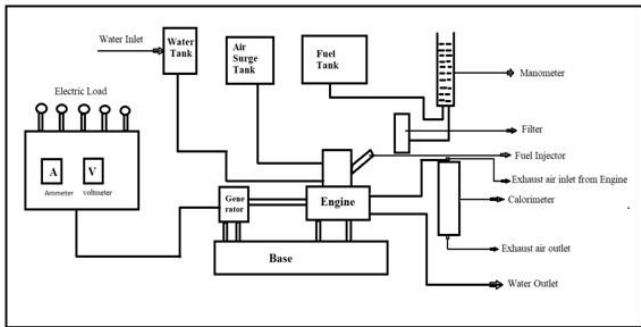 Water Inlet
Water
Tank
Air
Surge
Tank
Fuel
Tank
Manometer
Electric Load
Filter
Fuel Injector
A
V
Ammeter
voltmeter
Exhaust air inlet from Engine
Gene
rator
Engine
Calorimeter
Exhaust air outlet
Base
Water Outlet